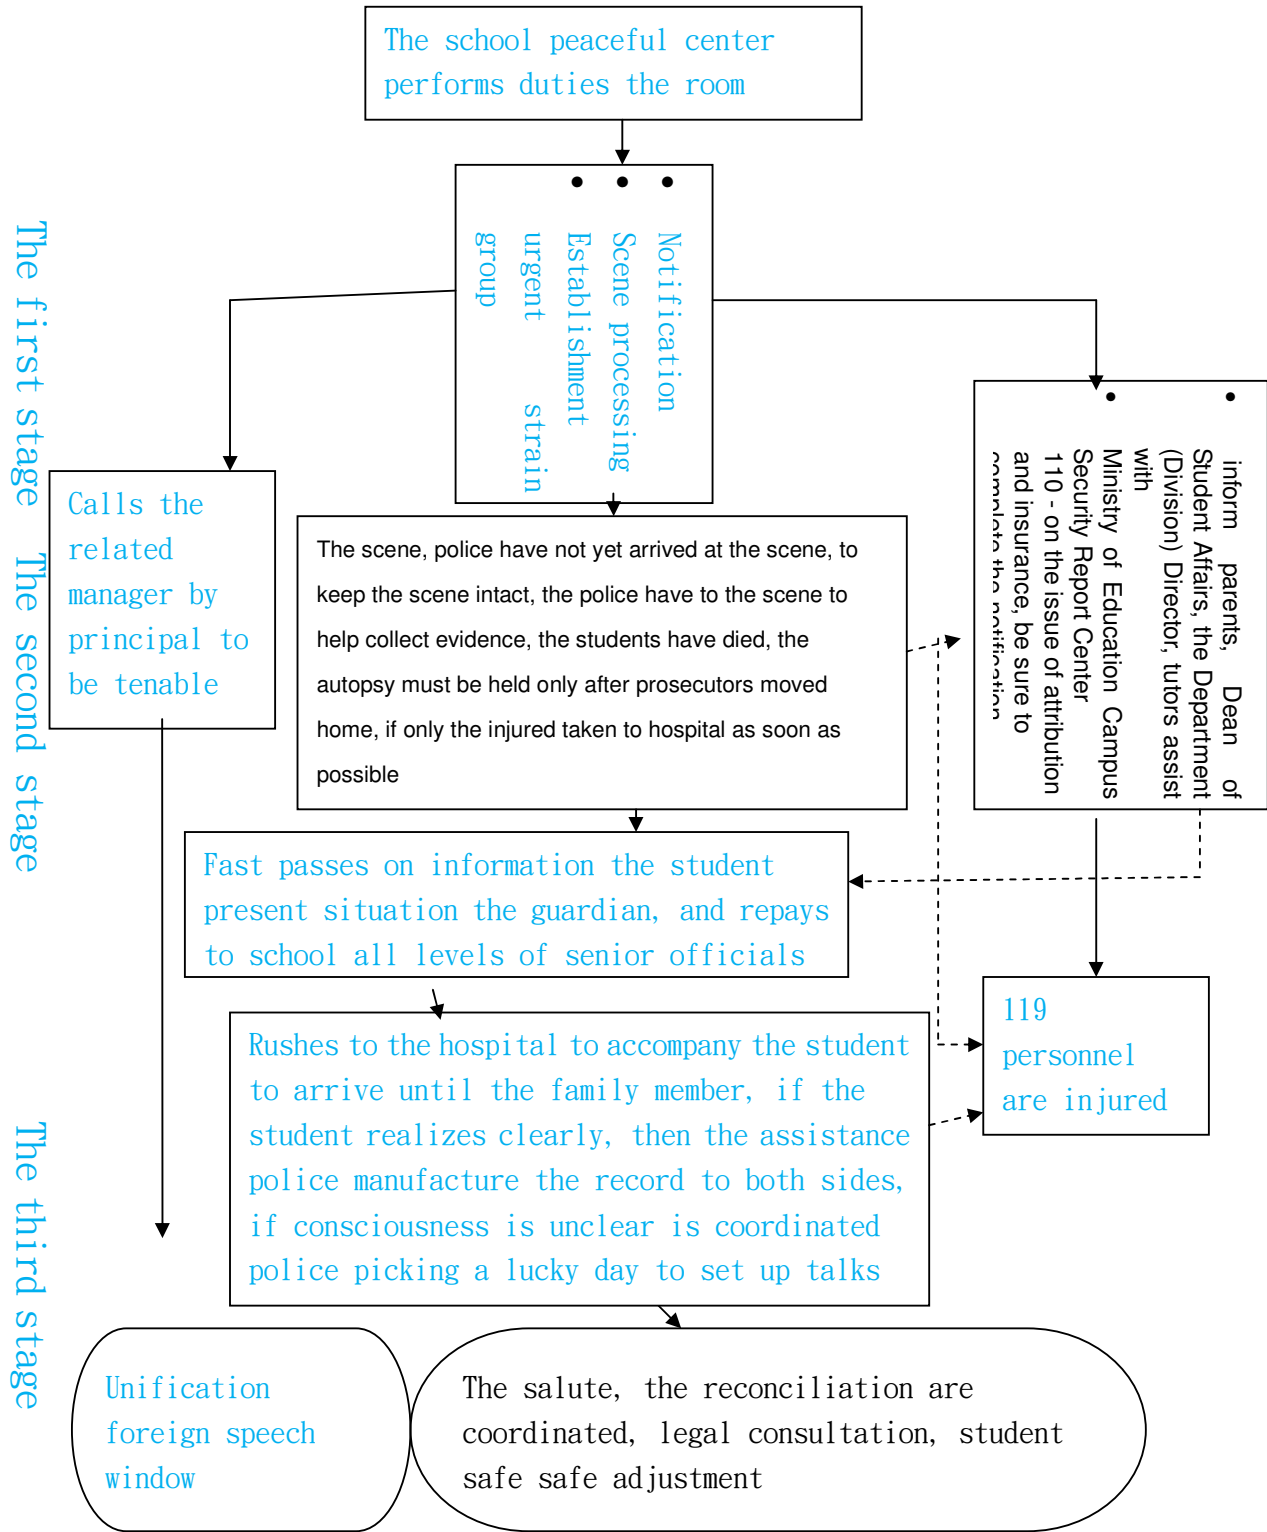 The school peaceful center
performs duties the room
• Notification
• Scene processing
• Establishment
urgent strain
group
The first stage
The second stage
The third stage
Calls the
related
manager by
principal to
be tenable
The scene, police have not yet arrived at the scene, to
keep the scene intact, the police have to the scene to
help collect evidence, the students have died, the
autopsy must be held only after prosecutors moved
home, if only the injured taken to hospital as soon as
possible
• inform parents, Dean of
Student Affairs, the Department
(Division) Director, tutors assist
with
• Ministry of Education Campus
Security Report Center
110 - on the issue of attribution
and insurance, be sure to
complete the notification
Fast passes on information the student
present situation the guardian, and repays
to school all levels of senior officials
Rushes to the hospital to accompany the student
to arrive until the family member, if the
student realizes clearly, then the assistance
police manufacture the record to both sides,
if consciousness is unclear is coordinated
police picking a lucky day to set up talks
119
personnel
are injured
Unification
foreign speech
window
The salute, the reconciliation are
coordinated, legal consultation, student
safe safe adjustment